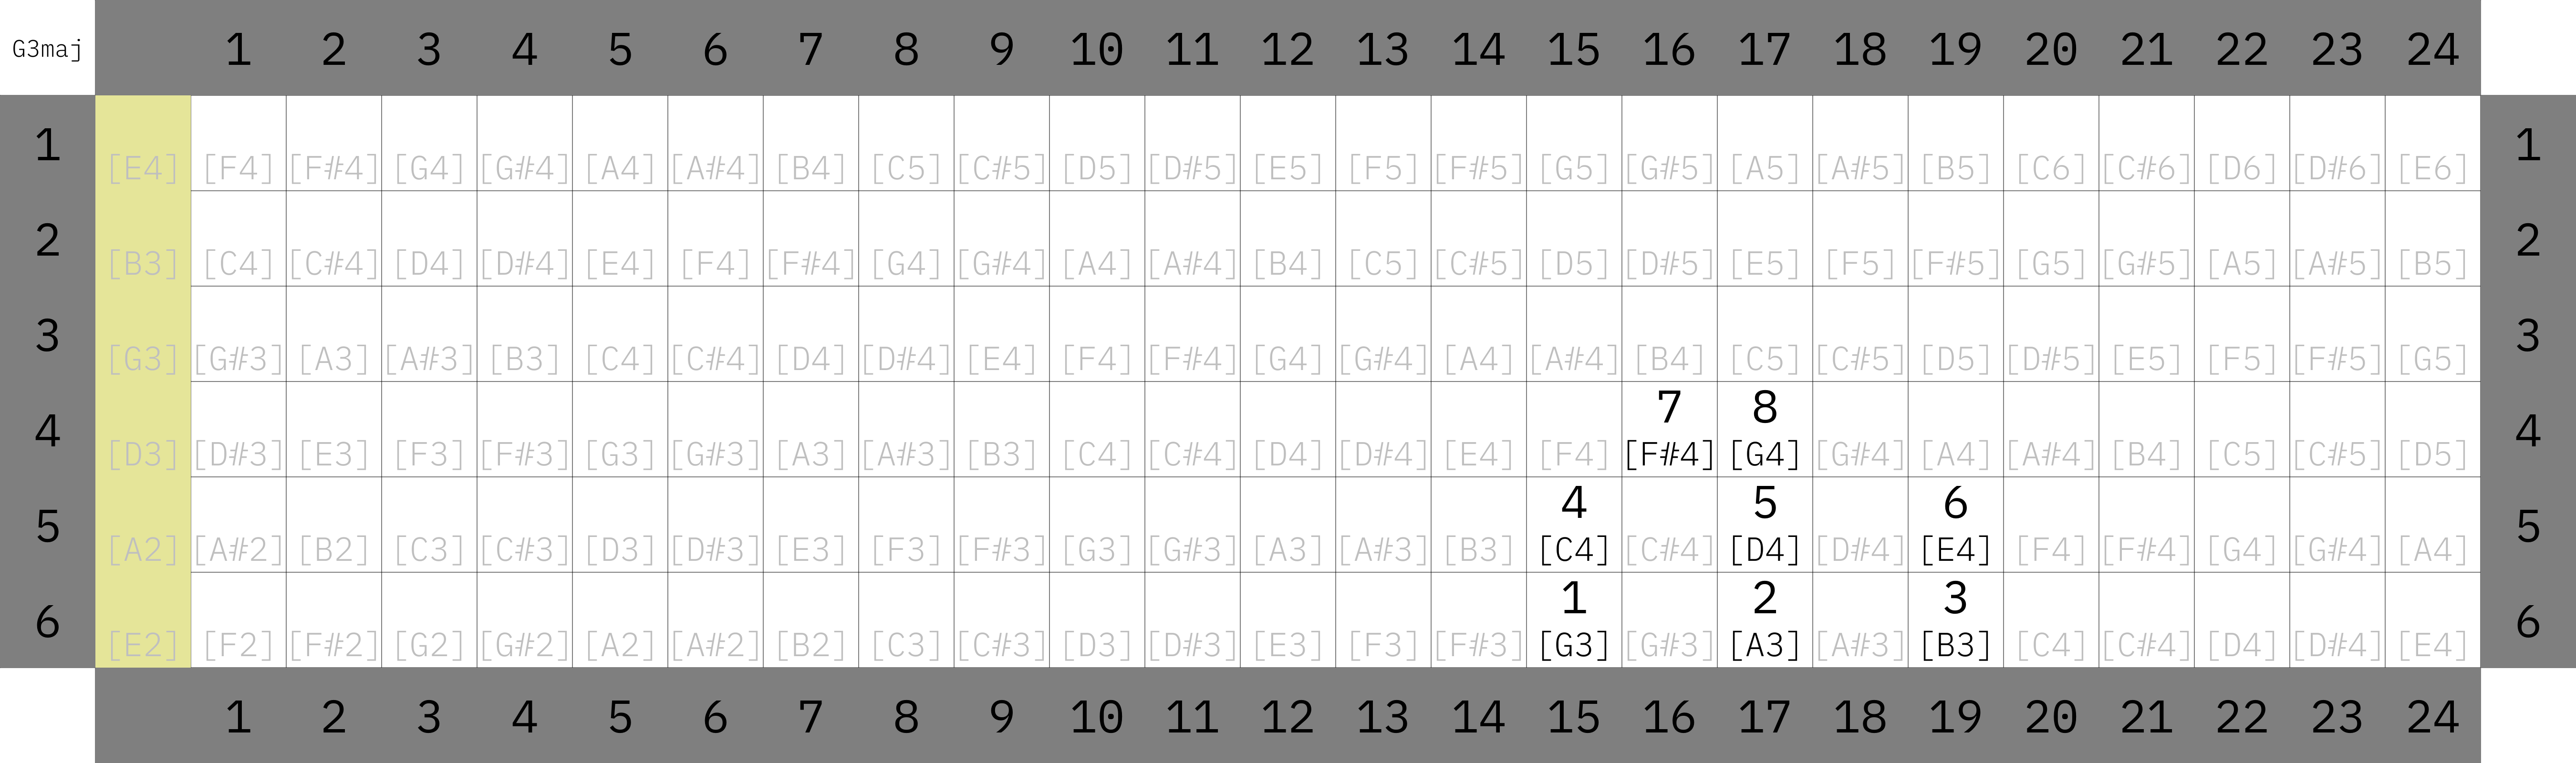 G3maj 1 2 3 4 5 6 7 8 9 10 11 12 13 14 15 16 17 18 19 20 21 22 23 24
1 [E4] [F4] [F#4] [G4] [G#4] [A4] [A#4] [B4] [C5] [C#5] [D5] [D#5] [E5] [F5] [F#5] [G5] [G#5] [A5] [A#5] [B5] [C6] [C#6] [D6] [D#6] [E6] 1
2 [B3] [C4] [C#4] [D4] [D#4] [E4] [F4] [F#4] [G4] [G#4] [A4] [A#4] [B4] [C5] [C#5] [D5] [D#5] [E5] [F5] [F#5] [G5] [G#5] [A5] [A#5] [B5] 2
3 [G3] [G#3] [A3] [A#3] [B3] [C4] [C#4] [D4] [D#4] [E4] [F4] [F#4] [G4] [G#4] [A4] [A#4] [B4] [C5] [C#5] [D5] [D#5] [E5] [F5] [F#5] [G5] 3
7 8
4 [D3] [D#3] [E3] [F3] [F#3] [G3] [G#3] [A3] [A#3] [B3] [C4] [C#4] [D4] [D#4] [E4] [F4] [F#4] [G4] [G#4] [A4] [A#4] [B4] [C5] [C#5] [D5] 4
4 5 6
5 [A2] [A#2] [B2] [C3] [C#3] [D3] [D#3] [E3] [F3] [F#3] [G3] [G#3] [A3] [A#3] [B3] [C4] [C#4] [D4] [D#4] [E4] [F4] [F#4] [G4] [G#4] [A4] 5
1 2 3
6 [E2] [F2] [F#2] [G2] [G#2] [A2] [A#2] [B2] [C3] [C#3] [D3] [D#3] [E3] [F3] [F#3] [G3] [G#3] [A3] [A#3] [B3] [C4] [C#4] [D4] [D#4] [E4] 6
1 2 3 4 5 6 7 8 9 10 11 12 13 14 15 16 17 18 19 20 21 22 23 24